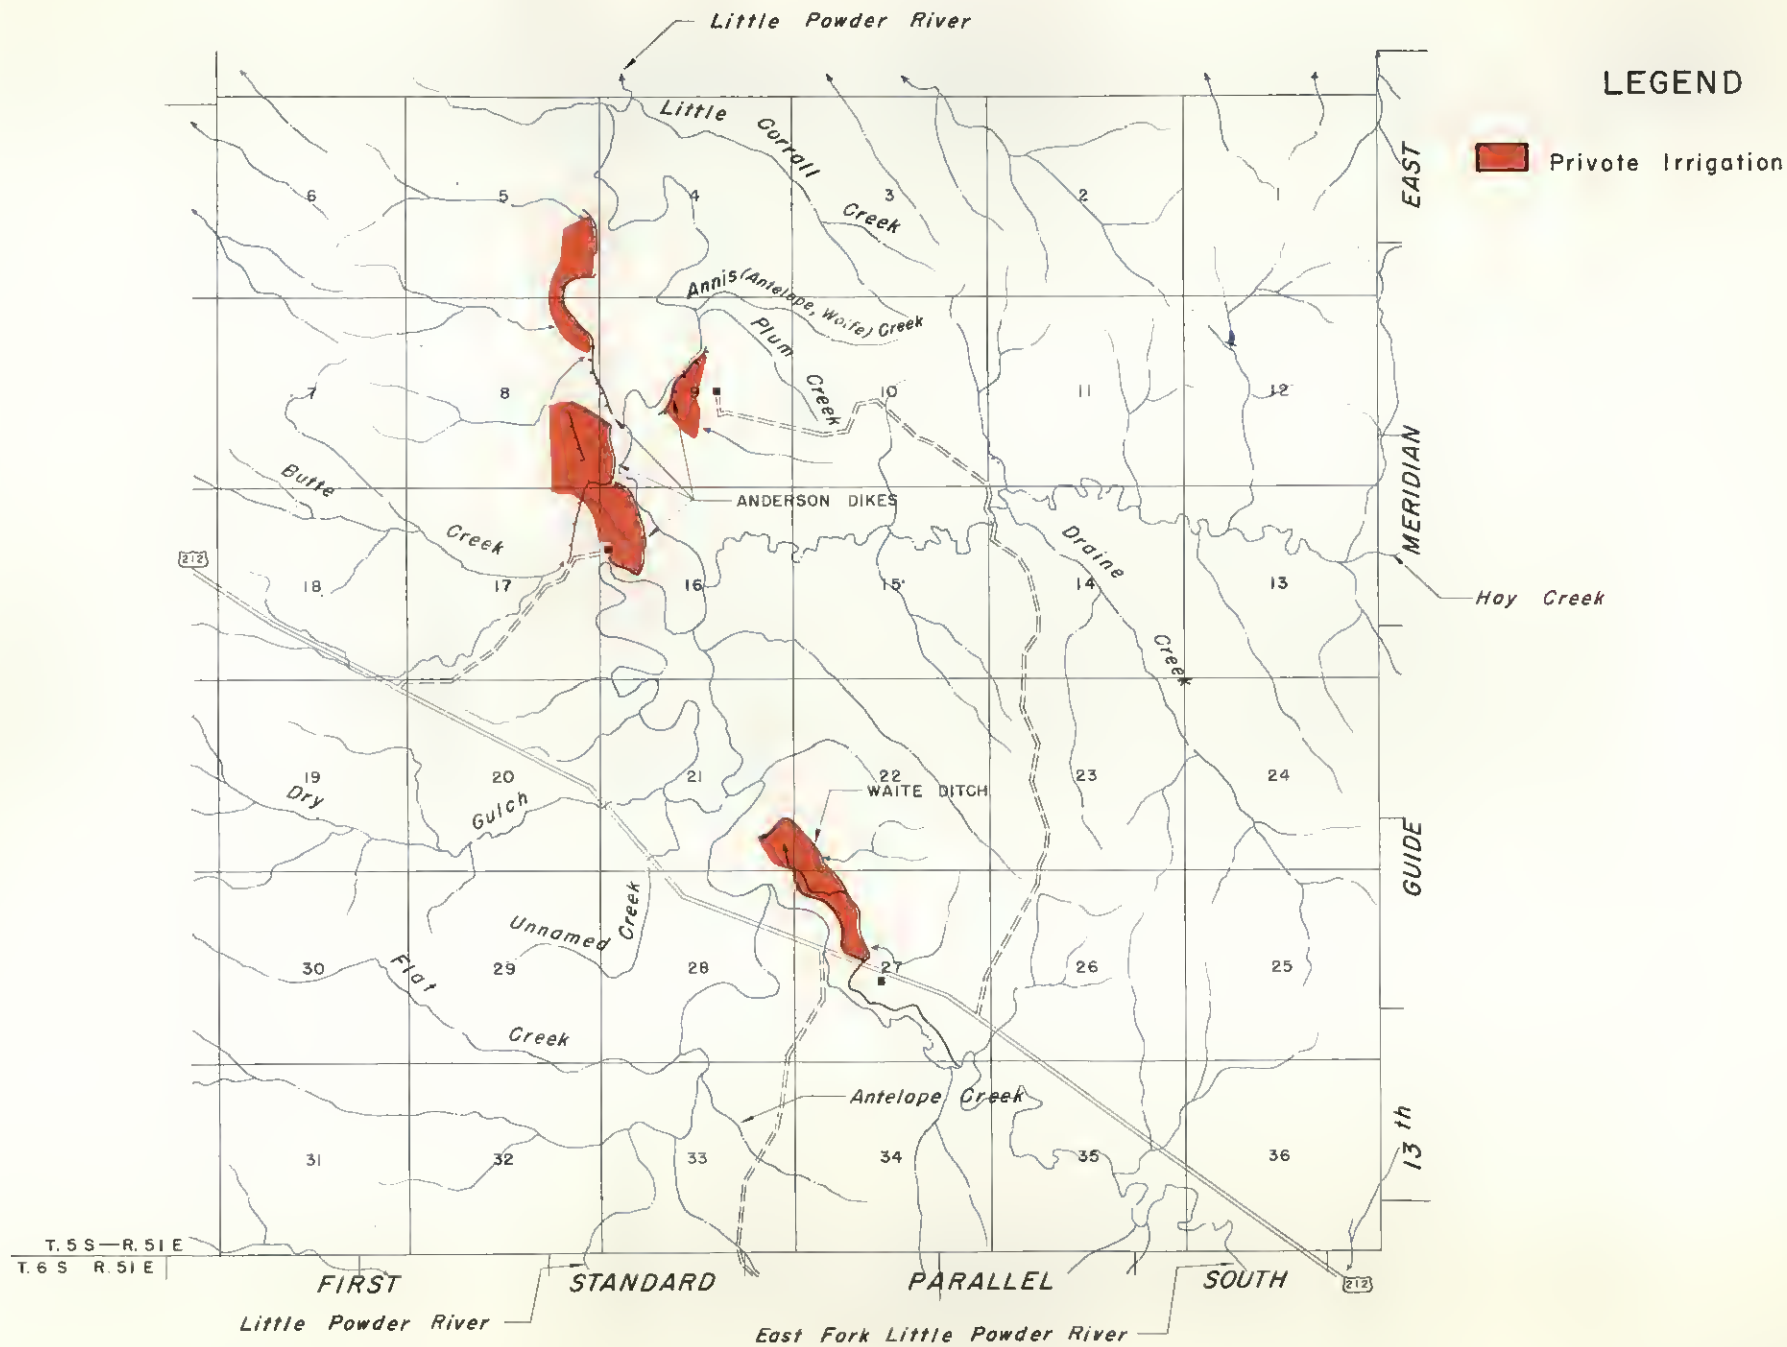 Little Powder River
LEGEND
Private Irrigation
Little Corrall Creek
EAST
6
5
4
3
2
1
Annis (Antelope, Wolfe) Creek
Plum Creek
7
8
9
10
11
12
MERIDIAN
Butte Creek
ANDERSON DIKES
Draine Creek
212
18
17
16
15
14
13
Hay Creek
19
20
21
22
23
24
Dry Gulch
WAITE DITCH
GUIDE
Unnamed Creek
30
29
28
27
26
25
Flat Creek
Antelope Creek
31
32
33
34
35
36
13 th
T. 5 S—R. 51 E
T. 6 S R. 51 E
FIRST STANDARD PARALLEL SOUTH
212
Little Powder River
East Fork Little Powder River